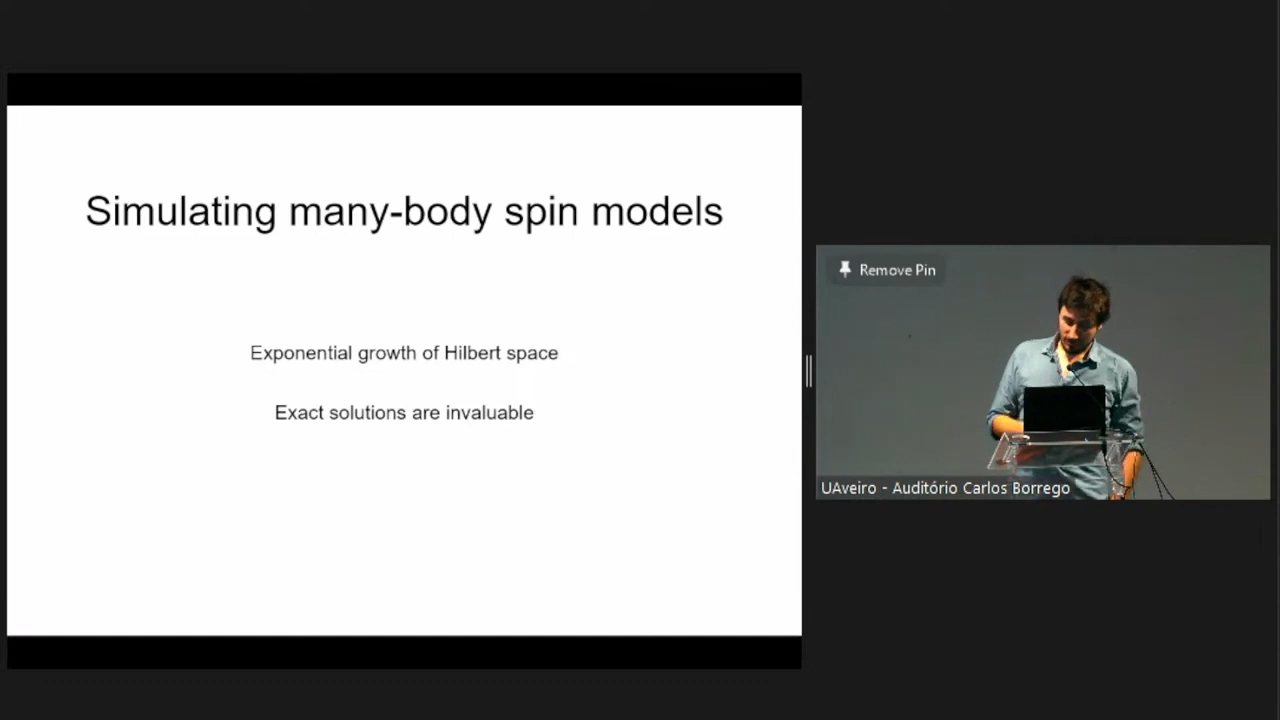 Simulating many-body spin models
Exponential growth of Hilbert space
Exact solutions are invaluable
Remove Pin
UAveiro - Auditório Carlos Borrego